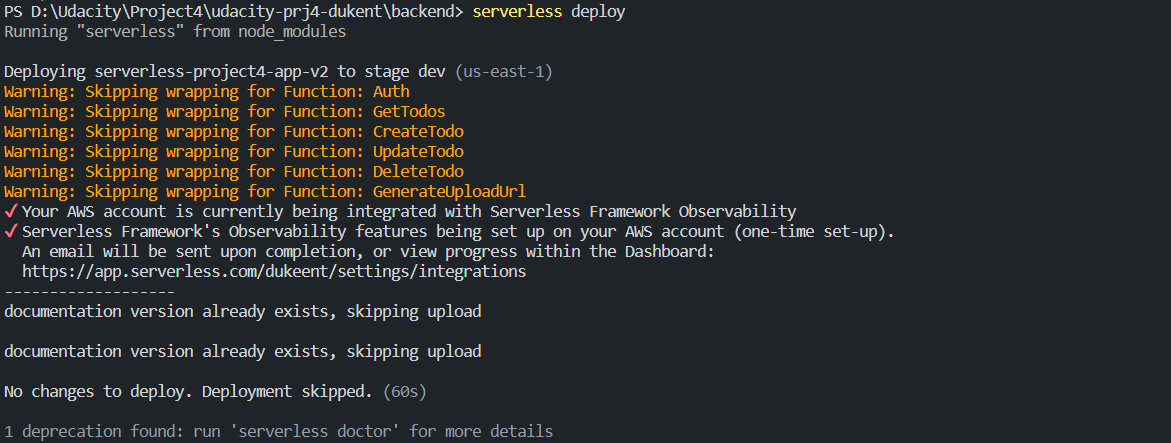 PS D:\Udacity\Project4\udacity-prj4-dukent\backend> serverless deploy
Running "serverless" from node_modules
Deploying serverless-project4-app-v2 to stage dev (us-east-1)
Warning: Skipping wrapping for Function: Auth
Warning: Skipping wrapping for Function: GetTodos
Warning: Skipping wrapping for Function: CreateTodo
Warning: Skipping wrapping for Function: UpdateTodo
Warning: Skipping wrapping for Function: DeleteTodo
Warning: Skipping wrapping for Function: GenerateUploadUrl
✓ Your AWS account is currently being integrated with Serverless Framework Observability
✓ Serverless Framework's Observability features being set up on your AWS account (one-time set-up).
An email will be sent upon completion, or view progress within the Dashboard:
https://app.serverless.com/dukeent/settings/integrations
-------------------
documentation version already exists, skipping upload
documentation version already exists, skipping upload
No changes to deploy. Deployment skipped. (60s)
1 deprecation found: run 'serverless doctor' for more details